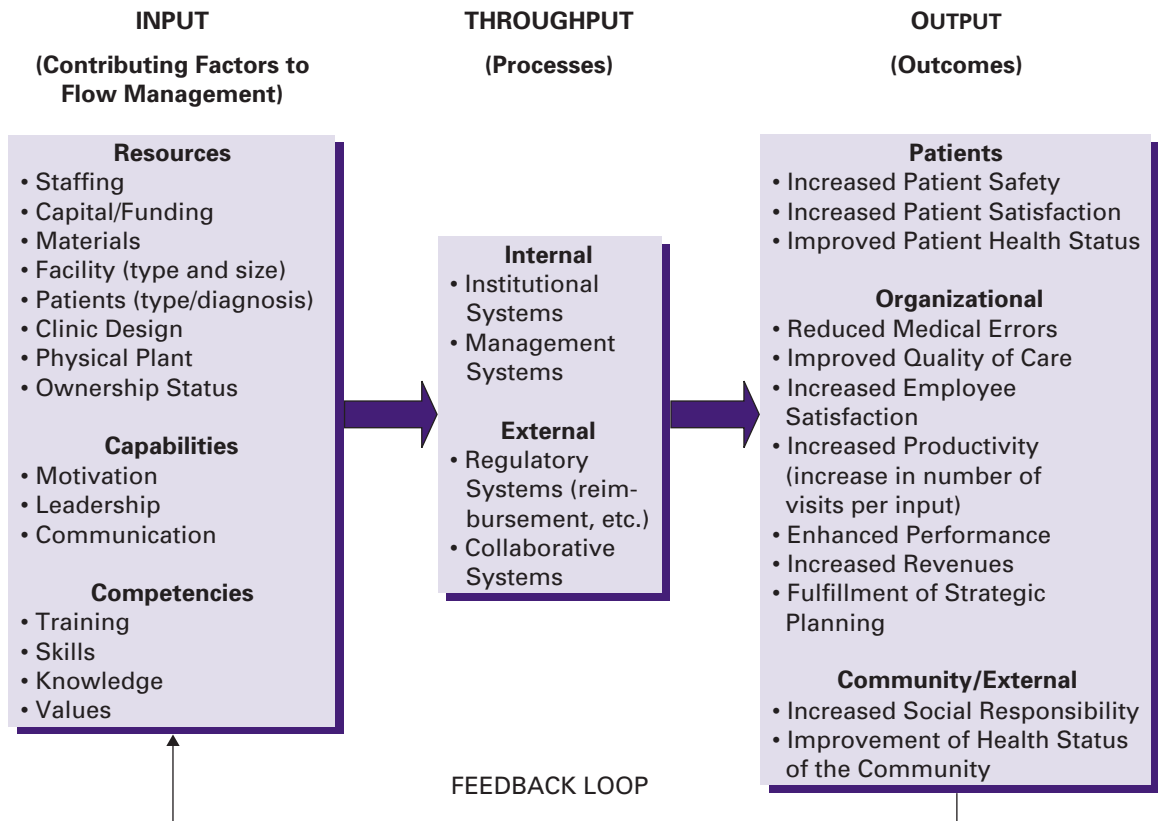 INPUT
(Contributing Factors to
Flow Management)
Resources
• Staffing
• Capital/Funding
• Materials
• Facility (type and size)
• Patients (type/diagnosis)
• Clinic Design
• Physical Plant
• Ownership Status
Capabilities
• Motivation
• Leadership
• Communication
Competencies
• Training
• Skills
• Knowledge
• Values
THROUGHPUT
(Processes)
Internal
• Institutional
Systems
• Management
Systems
External
• Regulatory
Systems (reim-
bursement, etc.)
• Collaborative
Systems
OUTPUT
(Outcomes)
Patients
• Increased Patient Safety
• Increased Patient Satisfaction
• Improved Patient Health Status
Organizational
• Reduced Medical Errors
• Improved Quality of Care
• Increased Employee
Satisfaction
• Increased Productivity
(increase in number of
visits per input)
• Enhanced Performance
• Increased Revenues
• Fulfillment of Strategic
Planning
Community/External
• Increased Social Responsibility
• Improvement of Health Status
of the Community
FEEDBACK LOOP